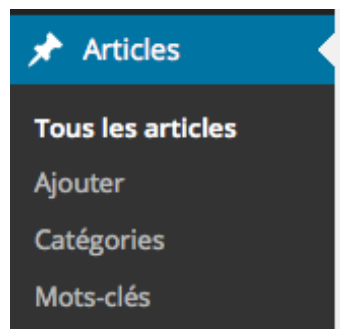 Articles
Tous les articles
Ajouter
Catégories
Mots-clés